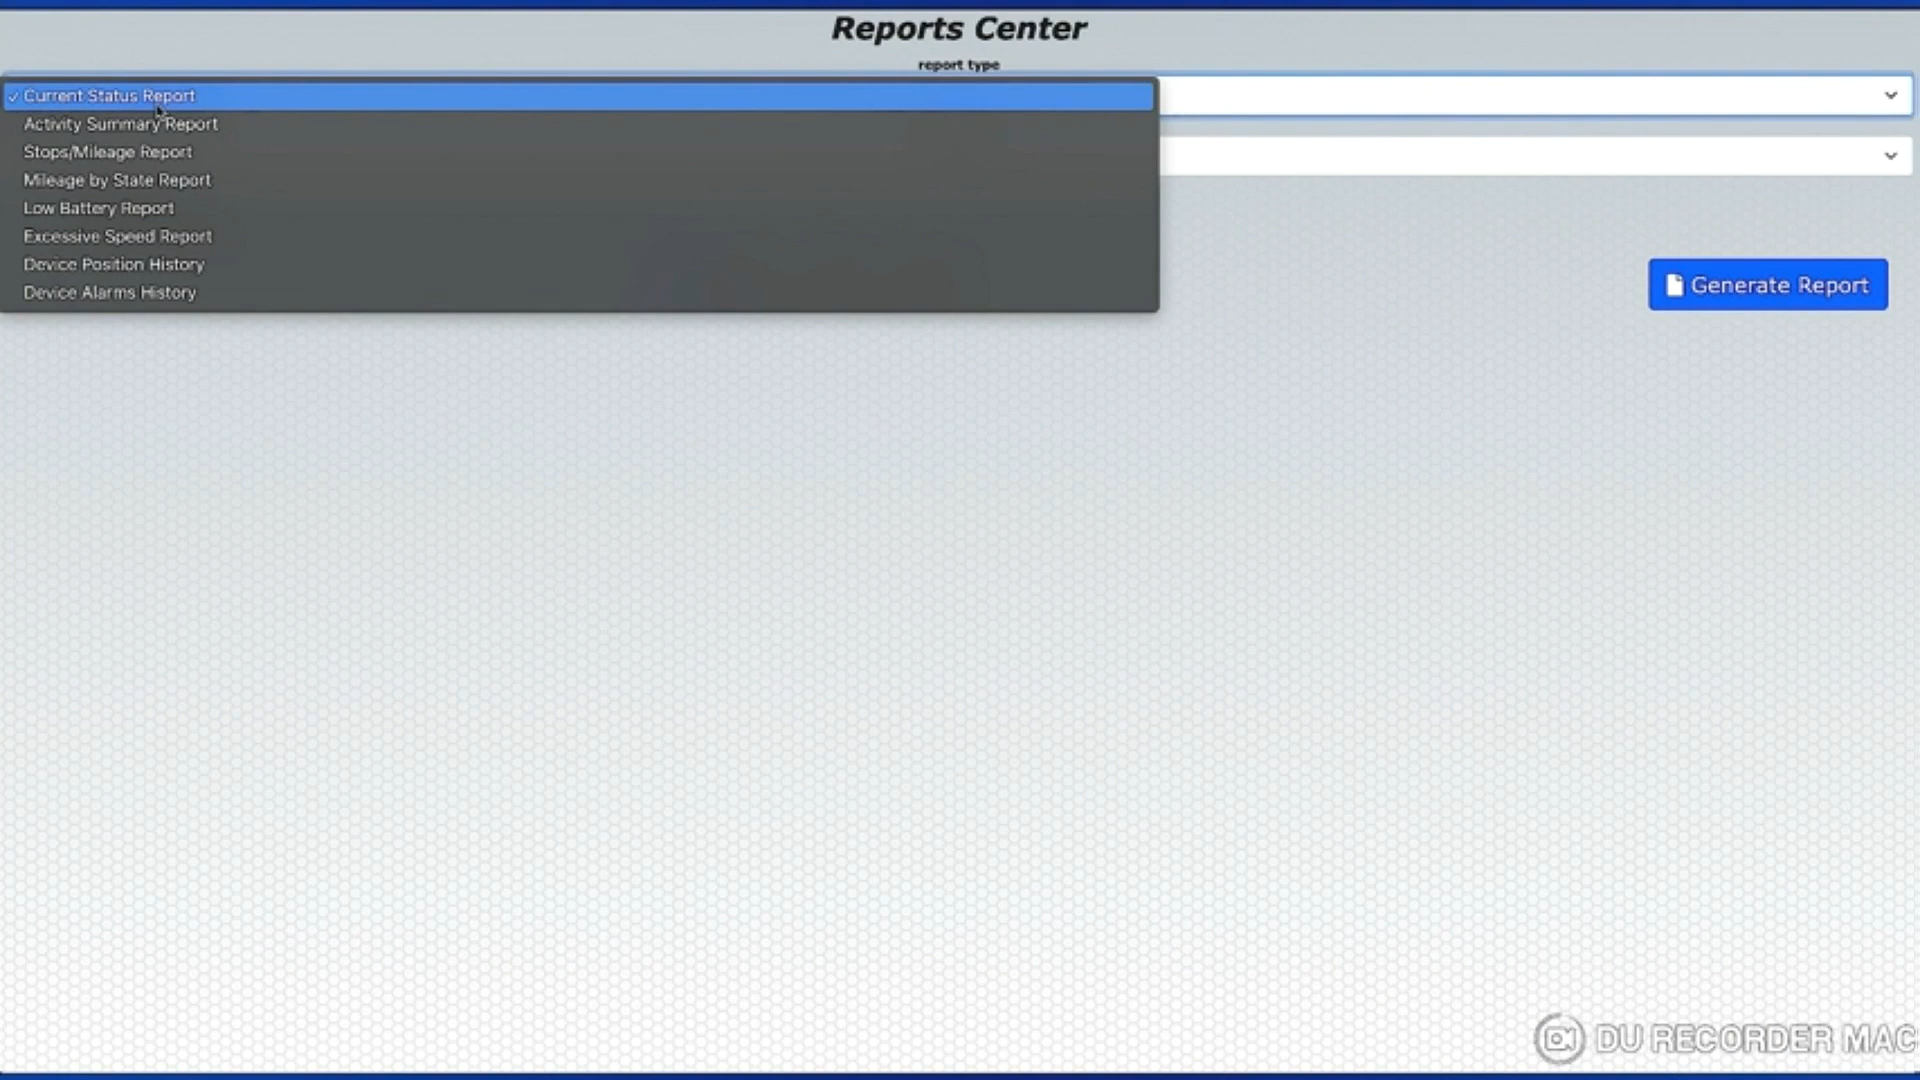 Reports Center
report type
✓ Current Status Report
Activity Summary Report
Stops/Mileage Report
Mileage by State Report
Low Battery Report
Excessive Speed Report
Device Position History
Device Alarms History
Generate Report
DU RECORDER MAC